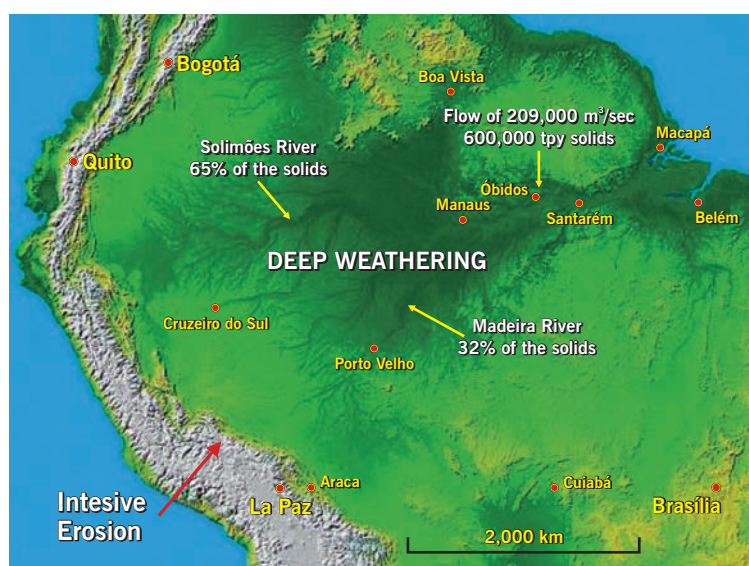 Bogotá
Boa Vista
Flow of 209,000 m³/sec
600,000 tpy solids
Macapá
Solimões River
65% of the solids
Quito
Óbidos
Manaus
Santarém
Belém
DEEP WEATHERING
Cruzeiro do Sul
Madeira River
32% of the solids
Porto Velho
Intesive
Erosion
La Paz
Araca
Cuiabá
Brasília
2,000 km